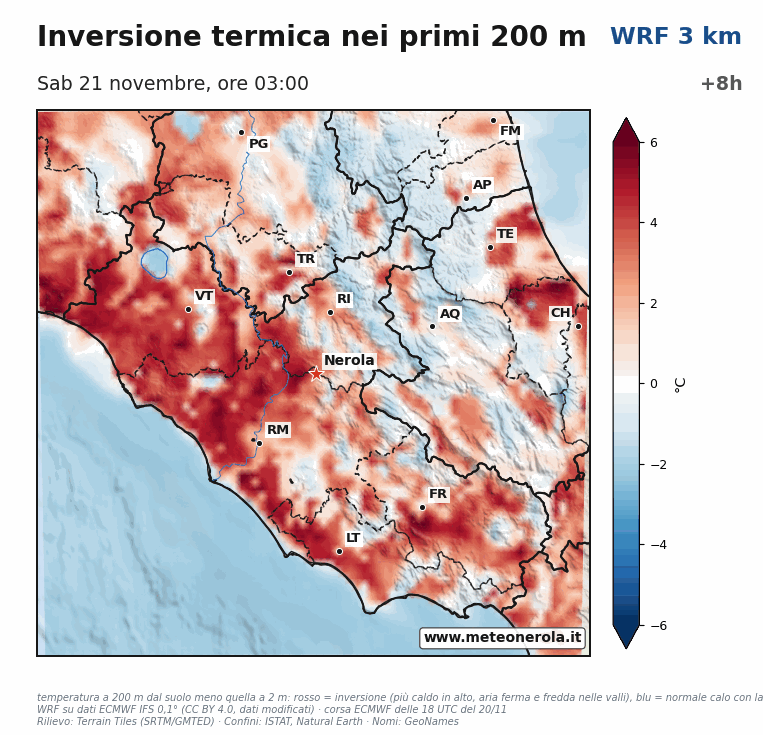 Inversione termica nei primi 200 m WRF 3 km
Sab 21 novembre, ore 03:00 +8h
FM
PG
AP
TE
TR
VT
RI
AQ
CH
Nerola
RM
FR
LT
www.meteonerola.it
6
4
2
0
−2
−4
−6
°C
temperatura a 200 m dal suolo meno quella a 2 m: rosso = inversione (più caldo in alto, aria ferma e fredda nelle valli), blu = normale calo con la
WRF su dati ECMWF IFS 0,1° (CC BY 4.0, dati modificati) · corsa ECMWF delle 18 UTC del 20/11
Rilievo: Terrain Tiles (SRTM/GMTED) · Confini: ISTAT, Natural Earth · Nomi: GeoNames